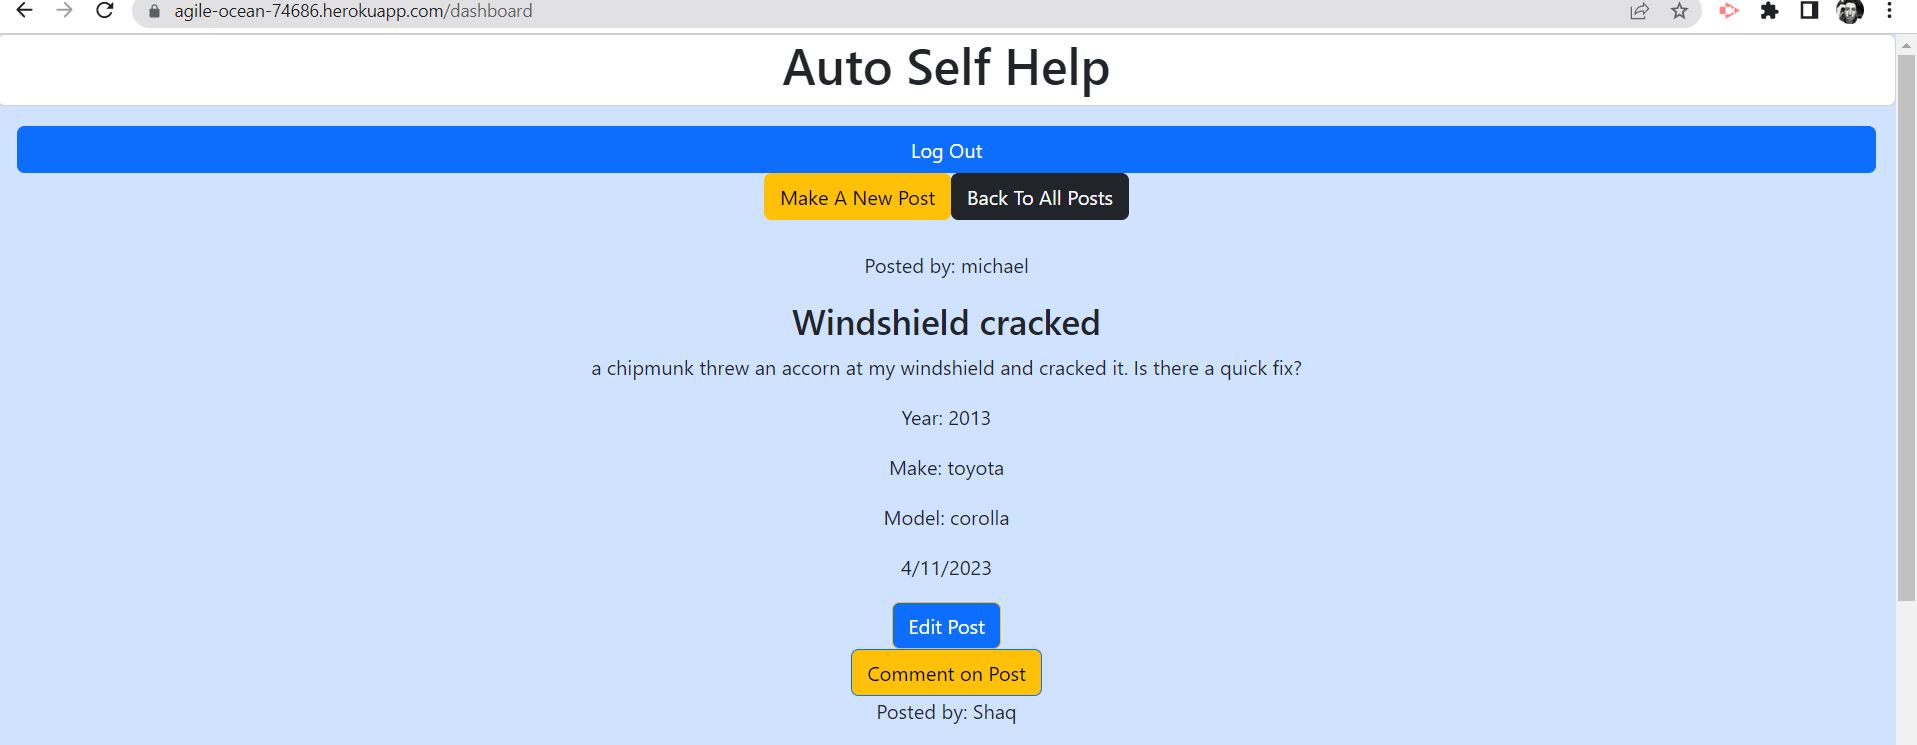 agile-ocean-74686.herokuapp.com/dashboard
Auto Self Help
Log Out
Make A New Post Back To All Posts
Posted by: michael
Windshield cracked
a chipmunk threw an accorn at my windshield and cracked it. Is there a quick fix?
Year: 2013
Make: toyota
Model: corolla
4/11/2023
Edit Post
Comment on Post
Posted by: Shaq